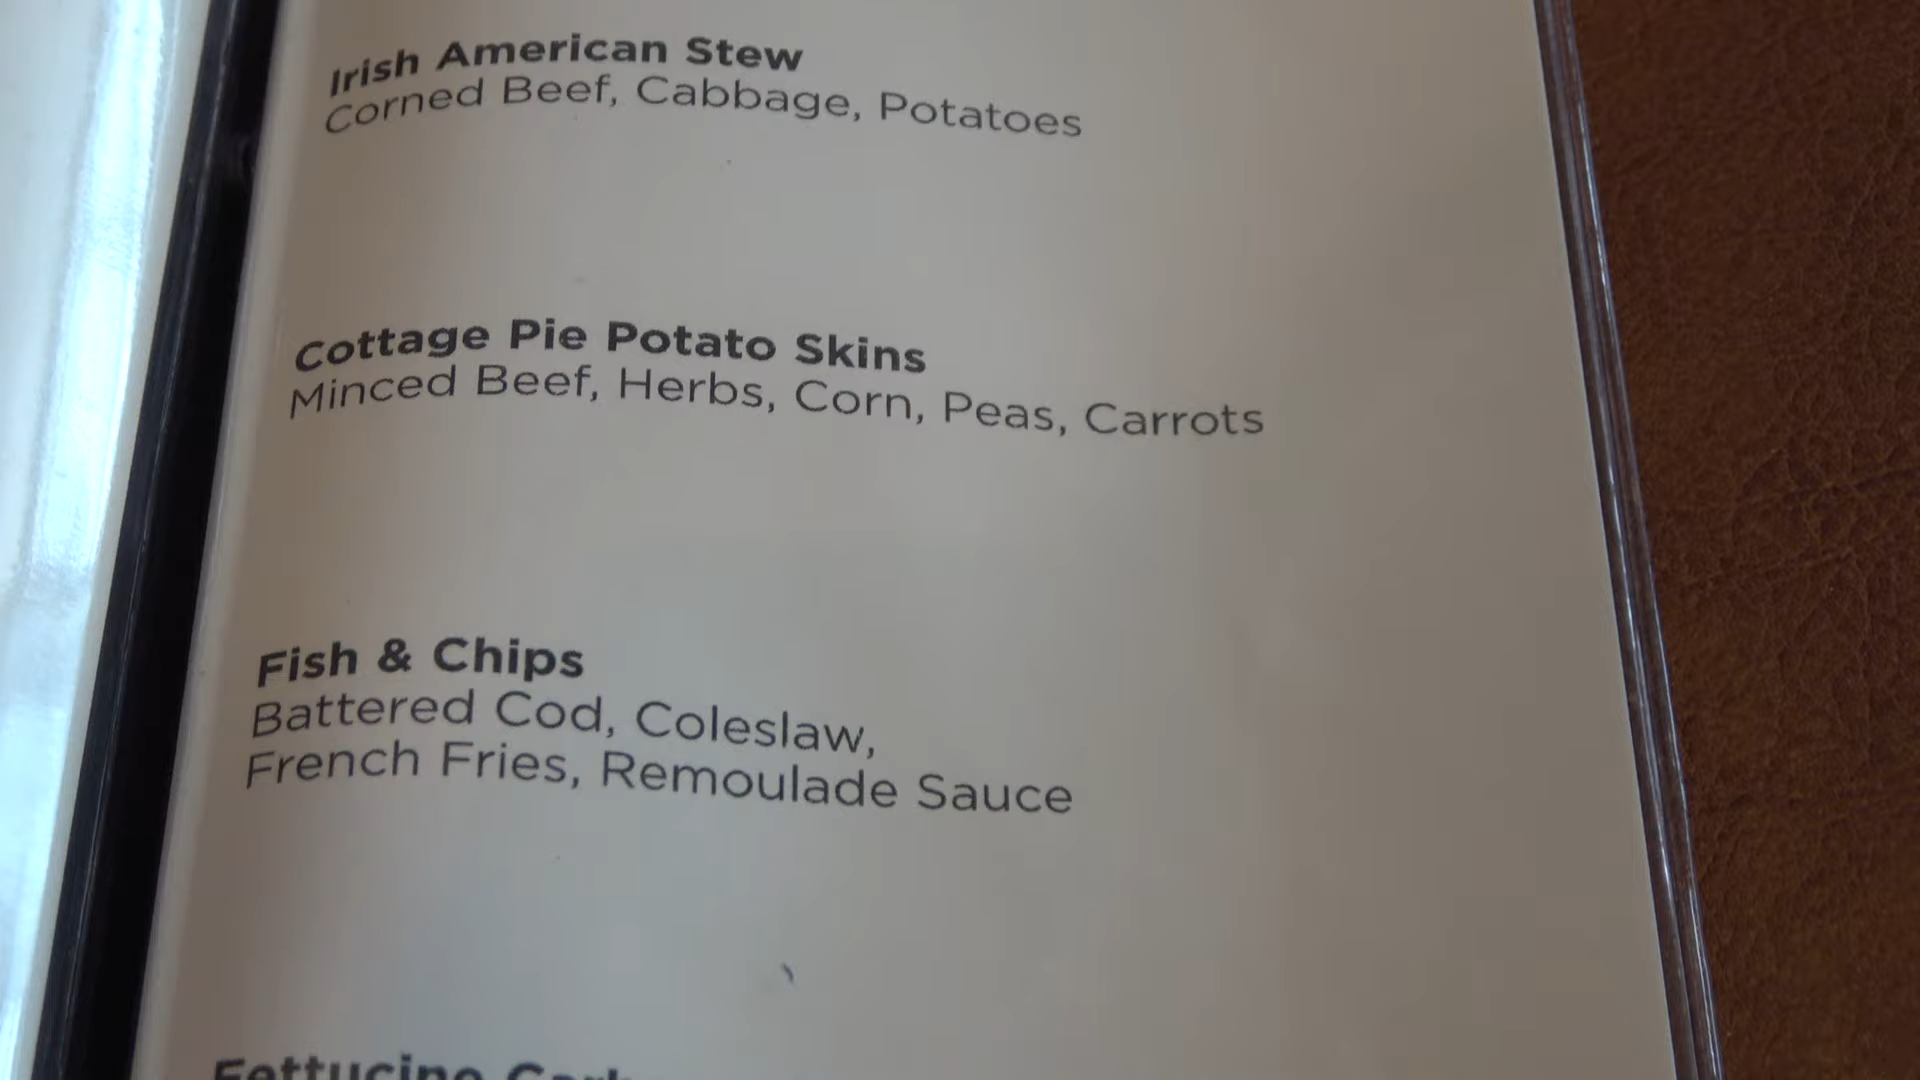 Irish American Stew
Corned Beef, Cabbage, Potatoes
Cottage Pie Potato Skins
Minced Beef, Herbs, Corn, Peas, Carrots
Fish & Chips
Battered Cod, Coleslaw,
French Fries, Remoulade Sauce
Fettucine